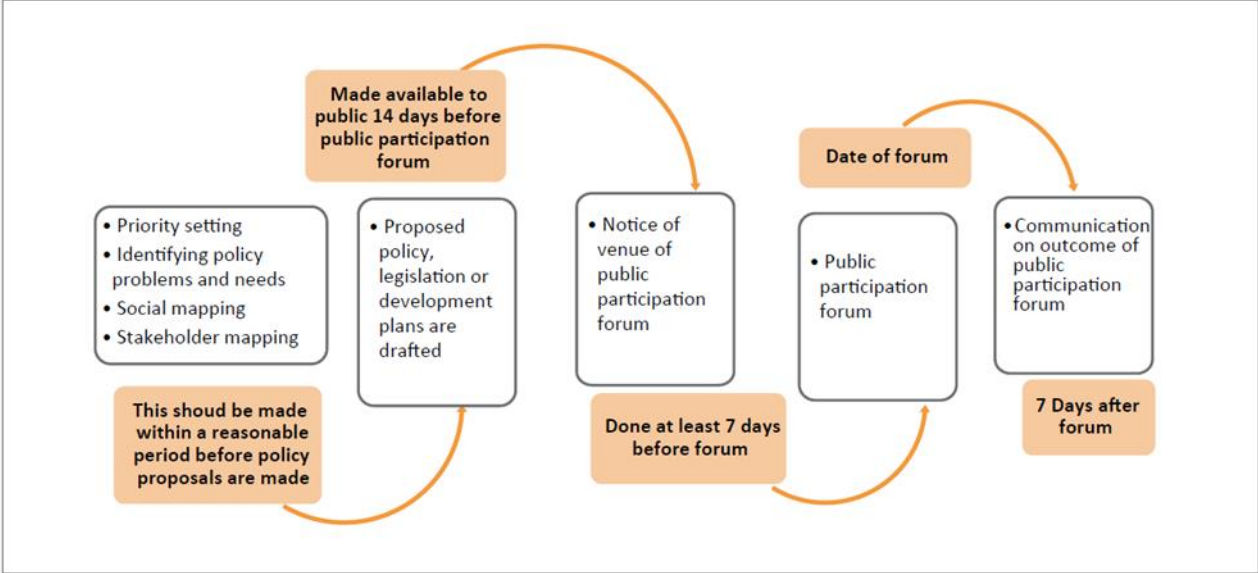 Made available to
public 14 days before
public participation
forum
Date of forum
• Priority setting
• Identifying policy
problems and needs
• Social mapping
• Stakeholder mapping
• Proposed
policy,
legislation or
development
plans are
drafted
• Notice of
venue of
public
participation
forum
• Public
participation
forum
• Communication
on outcome of
public
participation
forum
This shoud be made
within a reasonable
period before policy
proposals are made
Done at least 7 days
before forum
7 Days after
forum